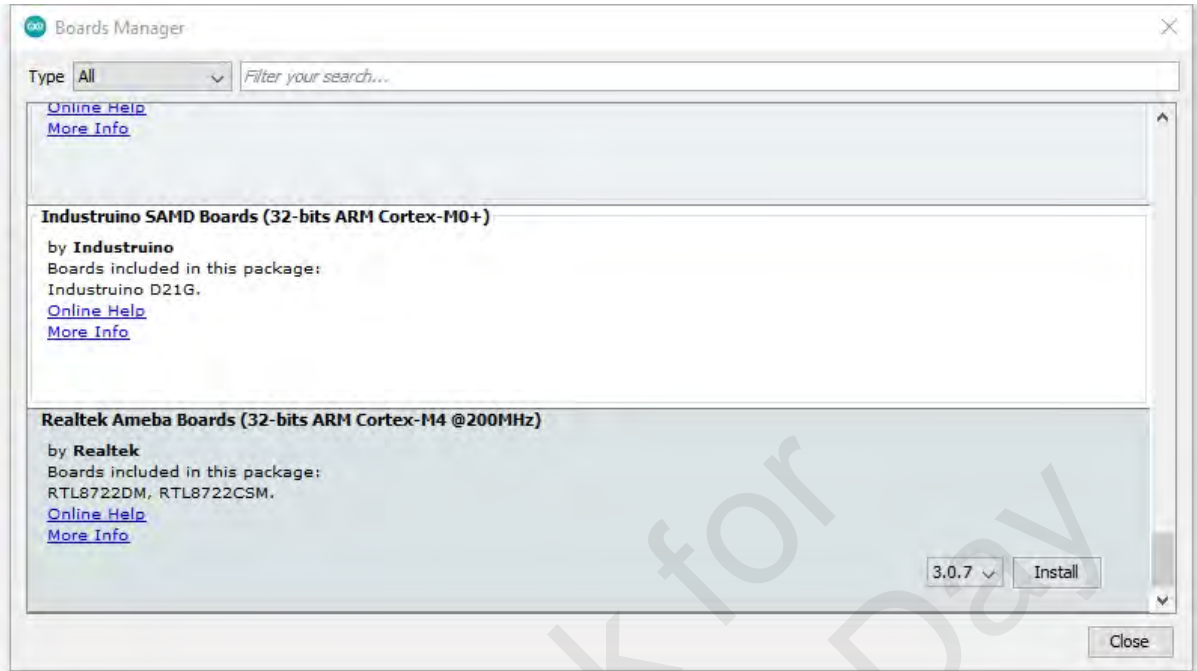 Boards Manager
Type All Filter your search...
Online Help
More Info
Industruino SAMD Boards (32-bits ARM Cortex-M0+)
by Industruino
Boards included in this package:
Industruino D21G.
Online Help
More Info
Realtek Ameba Boards (32-bits ARM Cortex-M4 @200MHz)
by Realtek
Boards included in this package:
RTL8722DM, RTL8722CSM.
Online Help
More Info
3.0.7 Install
Close
for
Day